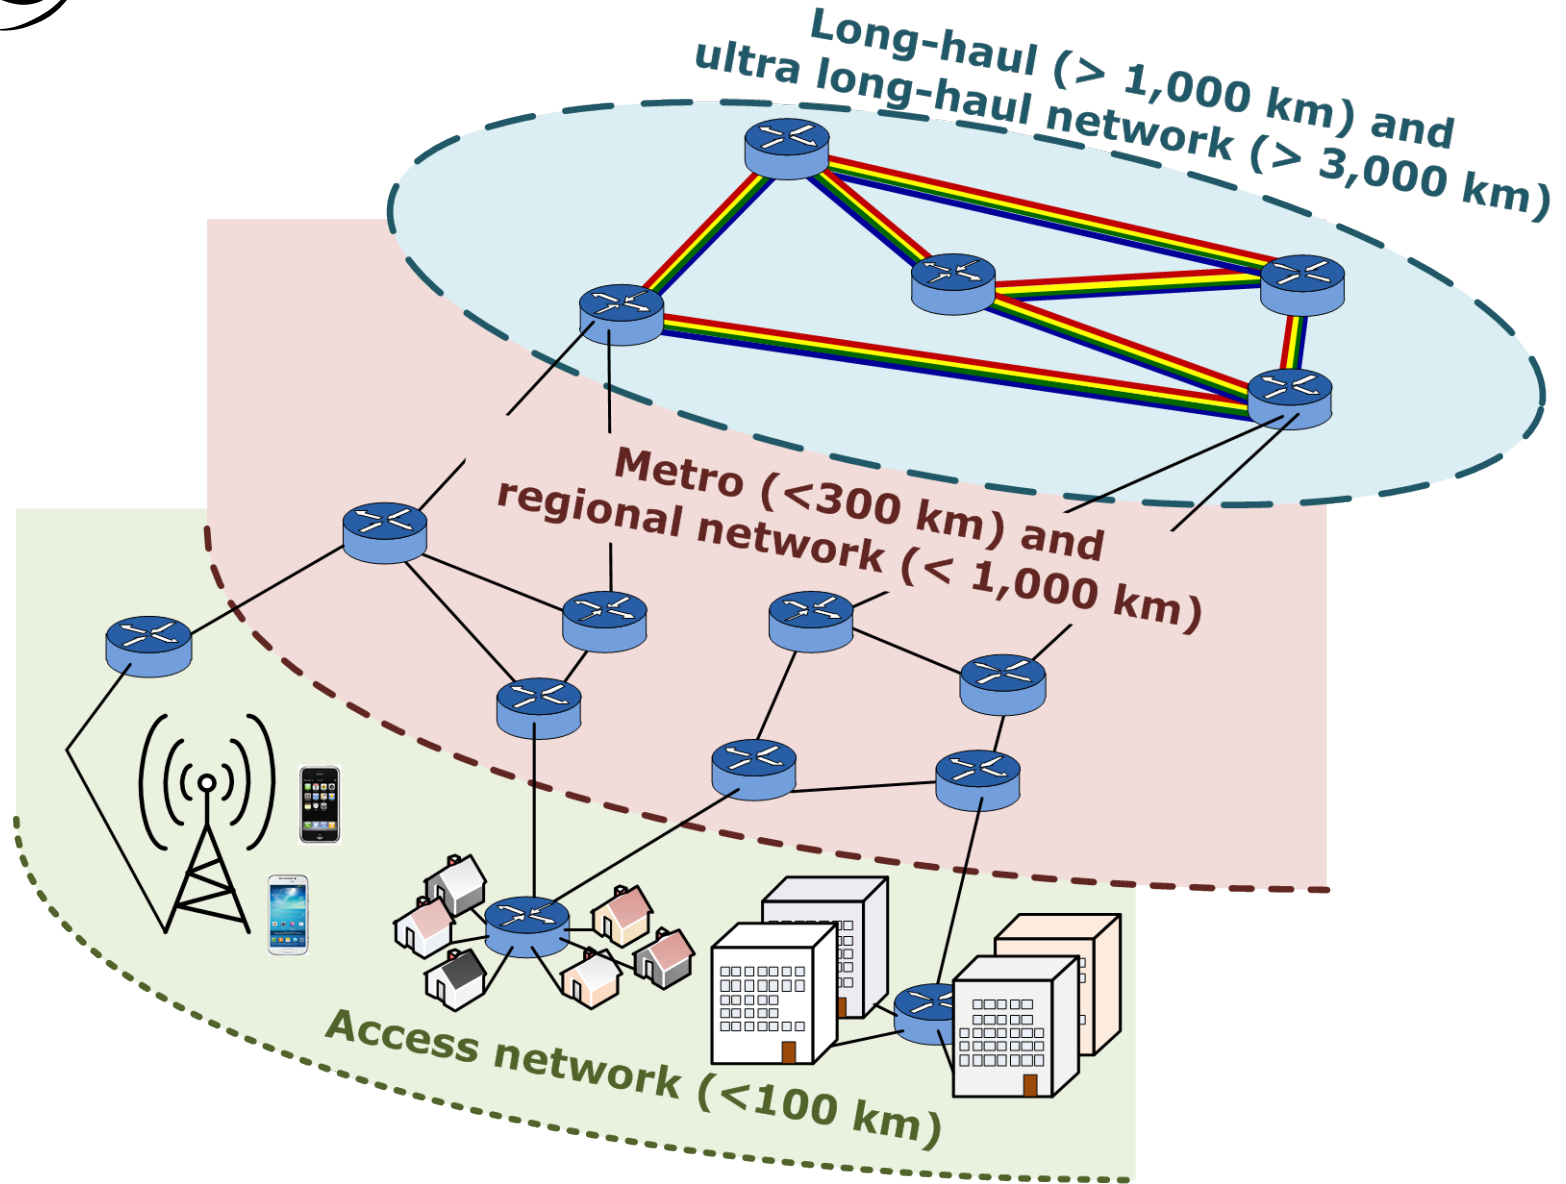 Long-haul (> 1,000 km) and
ultra long-haul network (> 3,000 km)
Metro (<300 km) and
regional network (< 1,000 km)
Access network (<100 km)